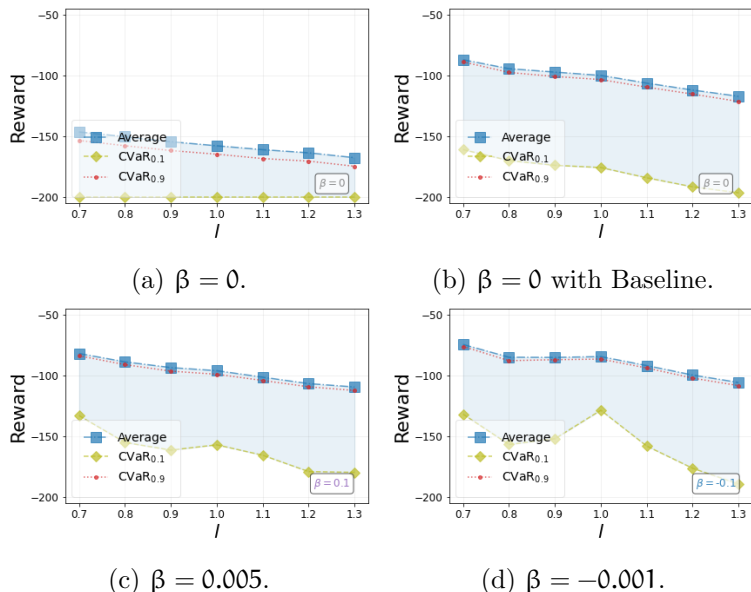 −50
−100
−150
−200
Reward
Average
CVaR0.1
CVaR0.9
β=0
0.7 0.8 0.9 1.0 1.1 1.2 1.3
l
(a) β = 0.
−50
−100
−150
−200
Reward
Average
CVaR0.1
CVaR0.9
β=0
0.7 0.8 0.9 1.0 1.1 1.2 1.3
l
(b) β = 0 with Baseline.
−50
−100
−150
−200
Reward
Average
CVaR0.1
CVaR0.9
β=0.1
0.7 0.8 0.9 1.0 1.1 1.2 1.3
l
(c) β = 0.005.
−50
−100
−150
−200
Reward
Average
CVaR0.1
CVaR0.9
β=-0.1
0.7 0.8 0.9 1.0 1.1 1.2 1.3
l
(d) β = −0.001.